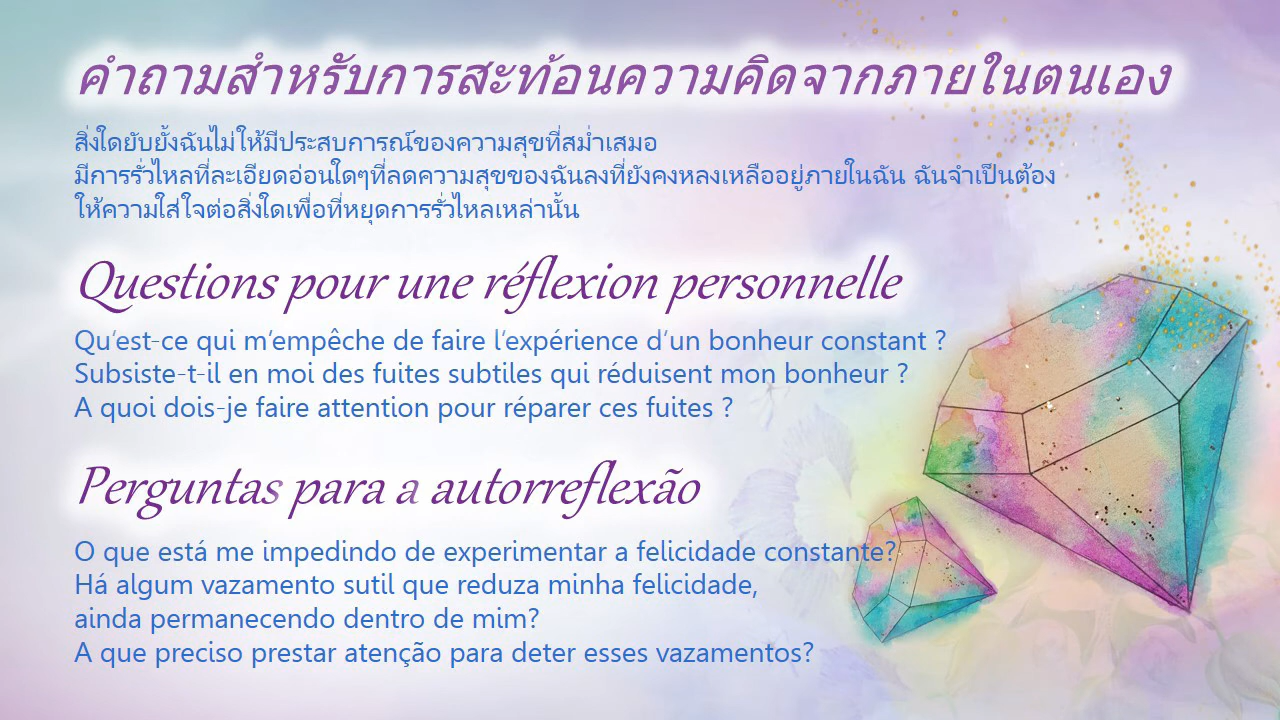 คำถามสำหรับการสะท้อนความคิดจากภายในตนเอง
สิ่งใดยับยั้งฉันไม่ให้มีประสบการณ์ของความสุขที่สม่ำเสมอ
มีการรั่วไหลที่ละเอียดอ่อนใดๆที่ลดความสุขของฉันลงที่ยังคงหลงเหลืออยู่ภายในฉัน ฉันจำเป็นต้อง
ให้ความใส่ใจต่อสิ่งใดเพื่อที่หยุดการรั่วไหลเหล่านั้น
Questions pour une réflexion personnelle
Qu'est-ce qui m'empêche de faire l'expérience d'un bonheur constant ?
Subsiste-t-il en moi des fuites subtiles qui réduisent mon bonheur ?
A quoi dois-je faire attention pour réparer ces fuites ?
Perguntas para a autorreflexão
O que está me impedindo de experimentar a felicidade constante?
Há algum vazamento sutil que reduza minha felicidade,
ainda permanecendo dentro de mim?
A que preciso prestar atenção para deter esses vazamentos?